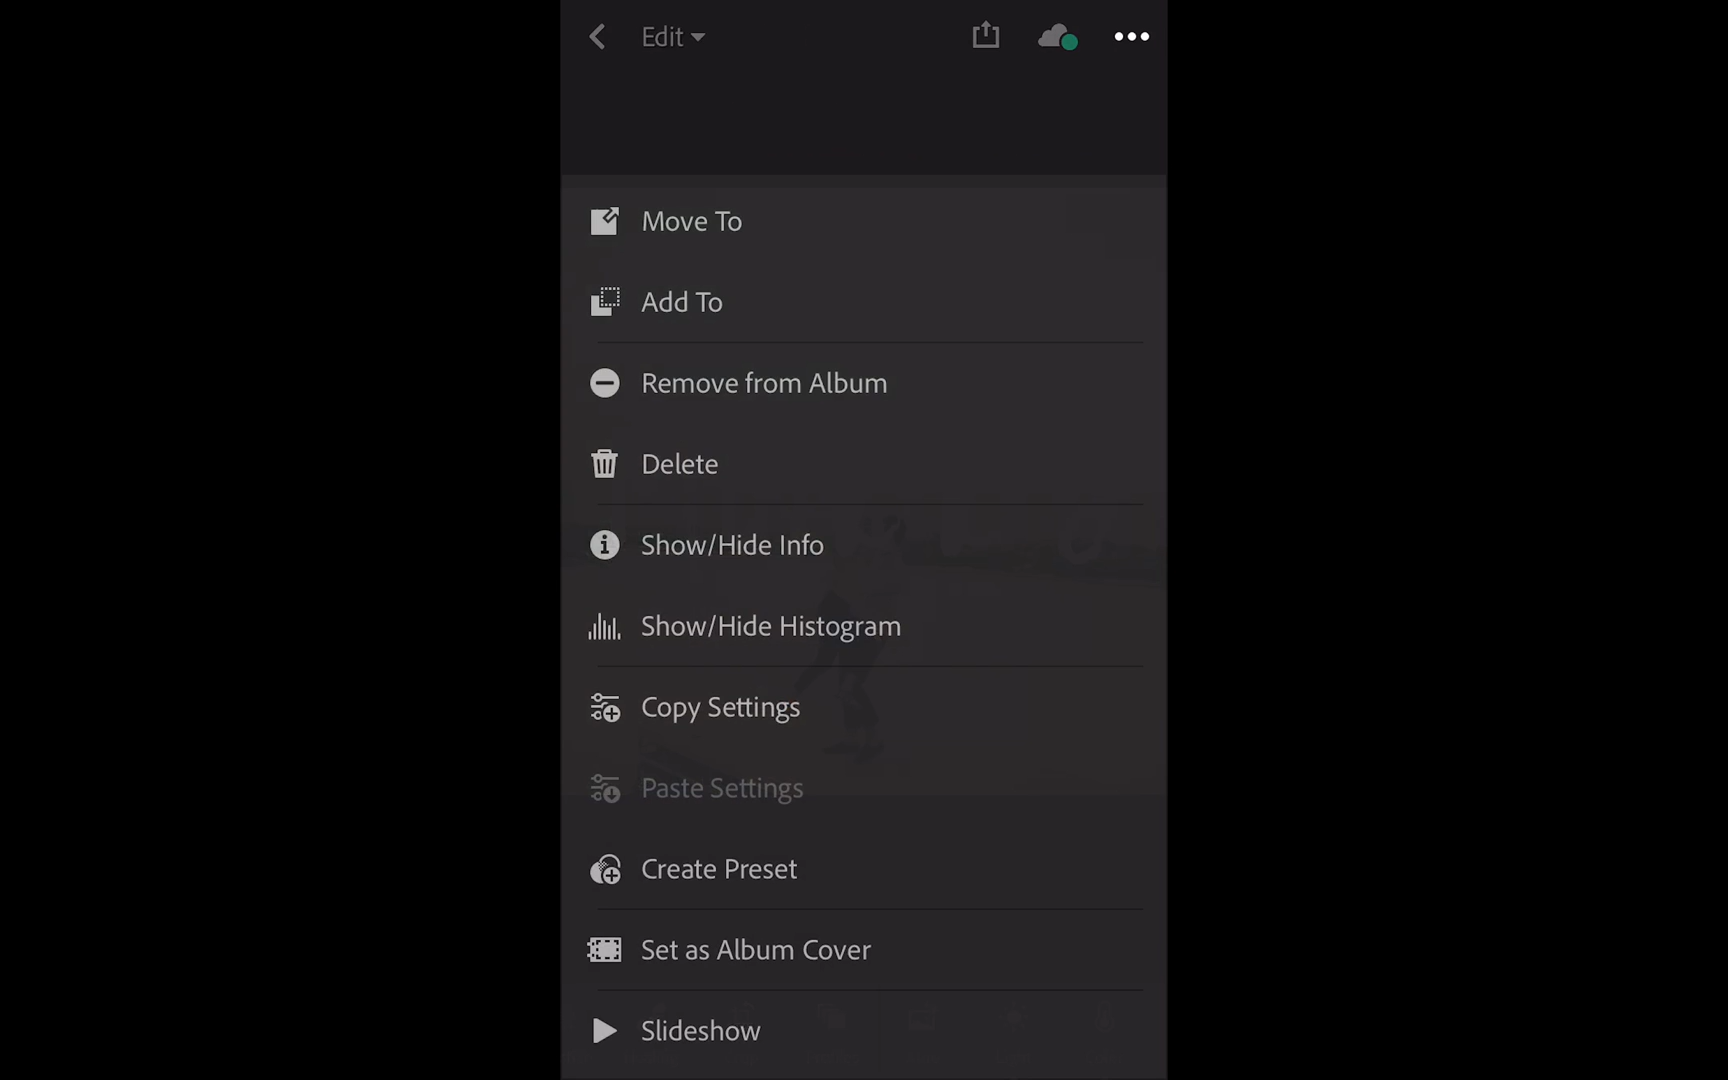 Edit
Move To
Add To
Remove from Album
Delete
Show/Hide Info
Show/Hide Histogram
Copy Settings
Paste Settings
Create Preset
Set as Album Cover
Slideshow